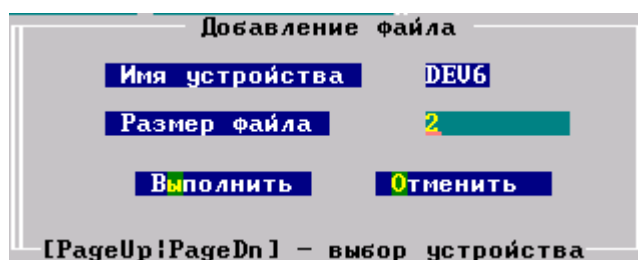 Добавление файла
Имя устройства DEV6
Размер файла 2
Выполнить Отменить
[PageUp¦PageDn] – выбор устройства